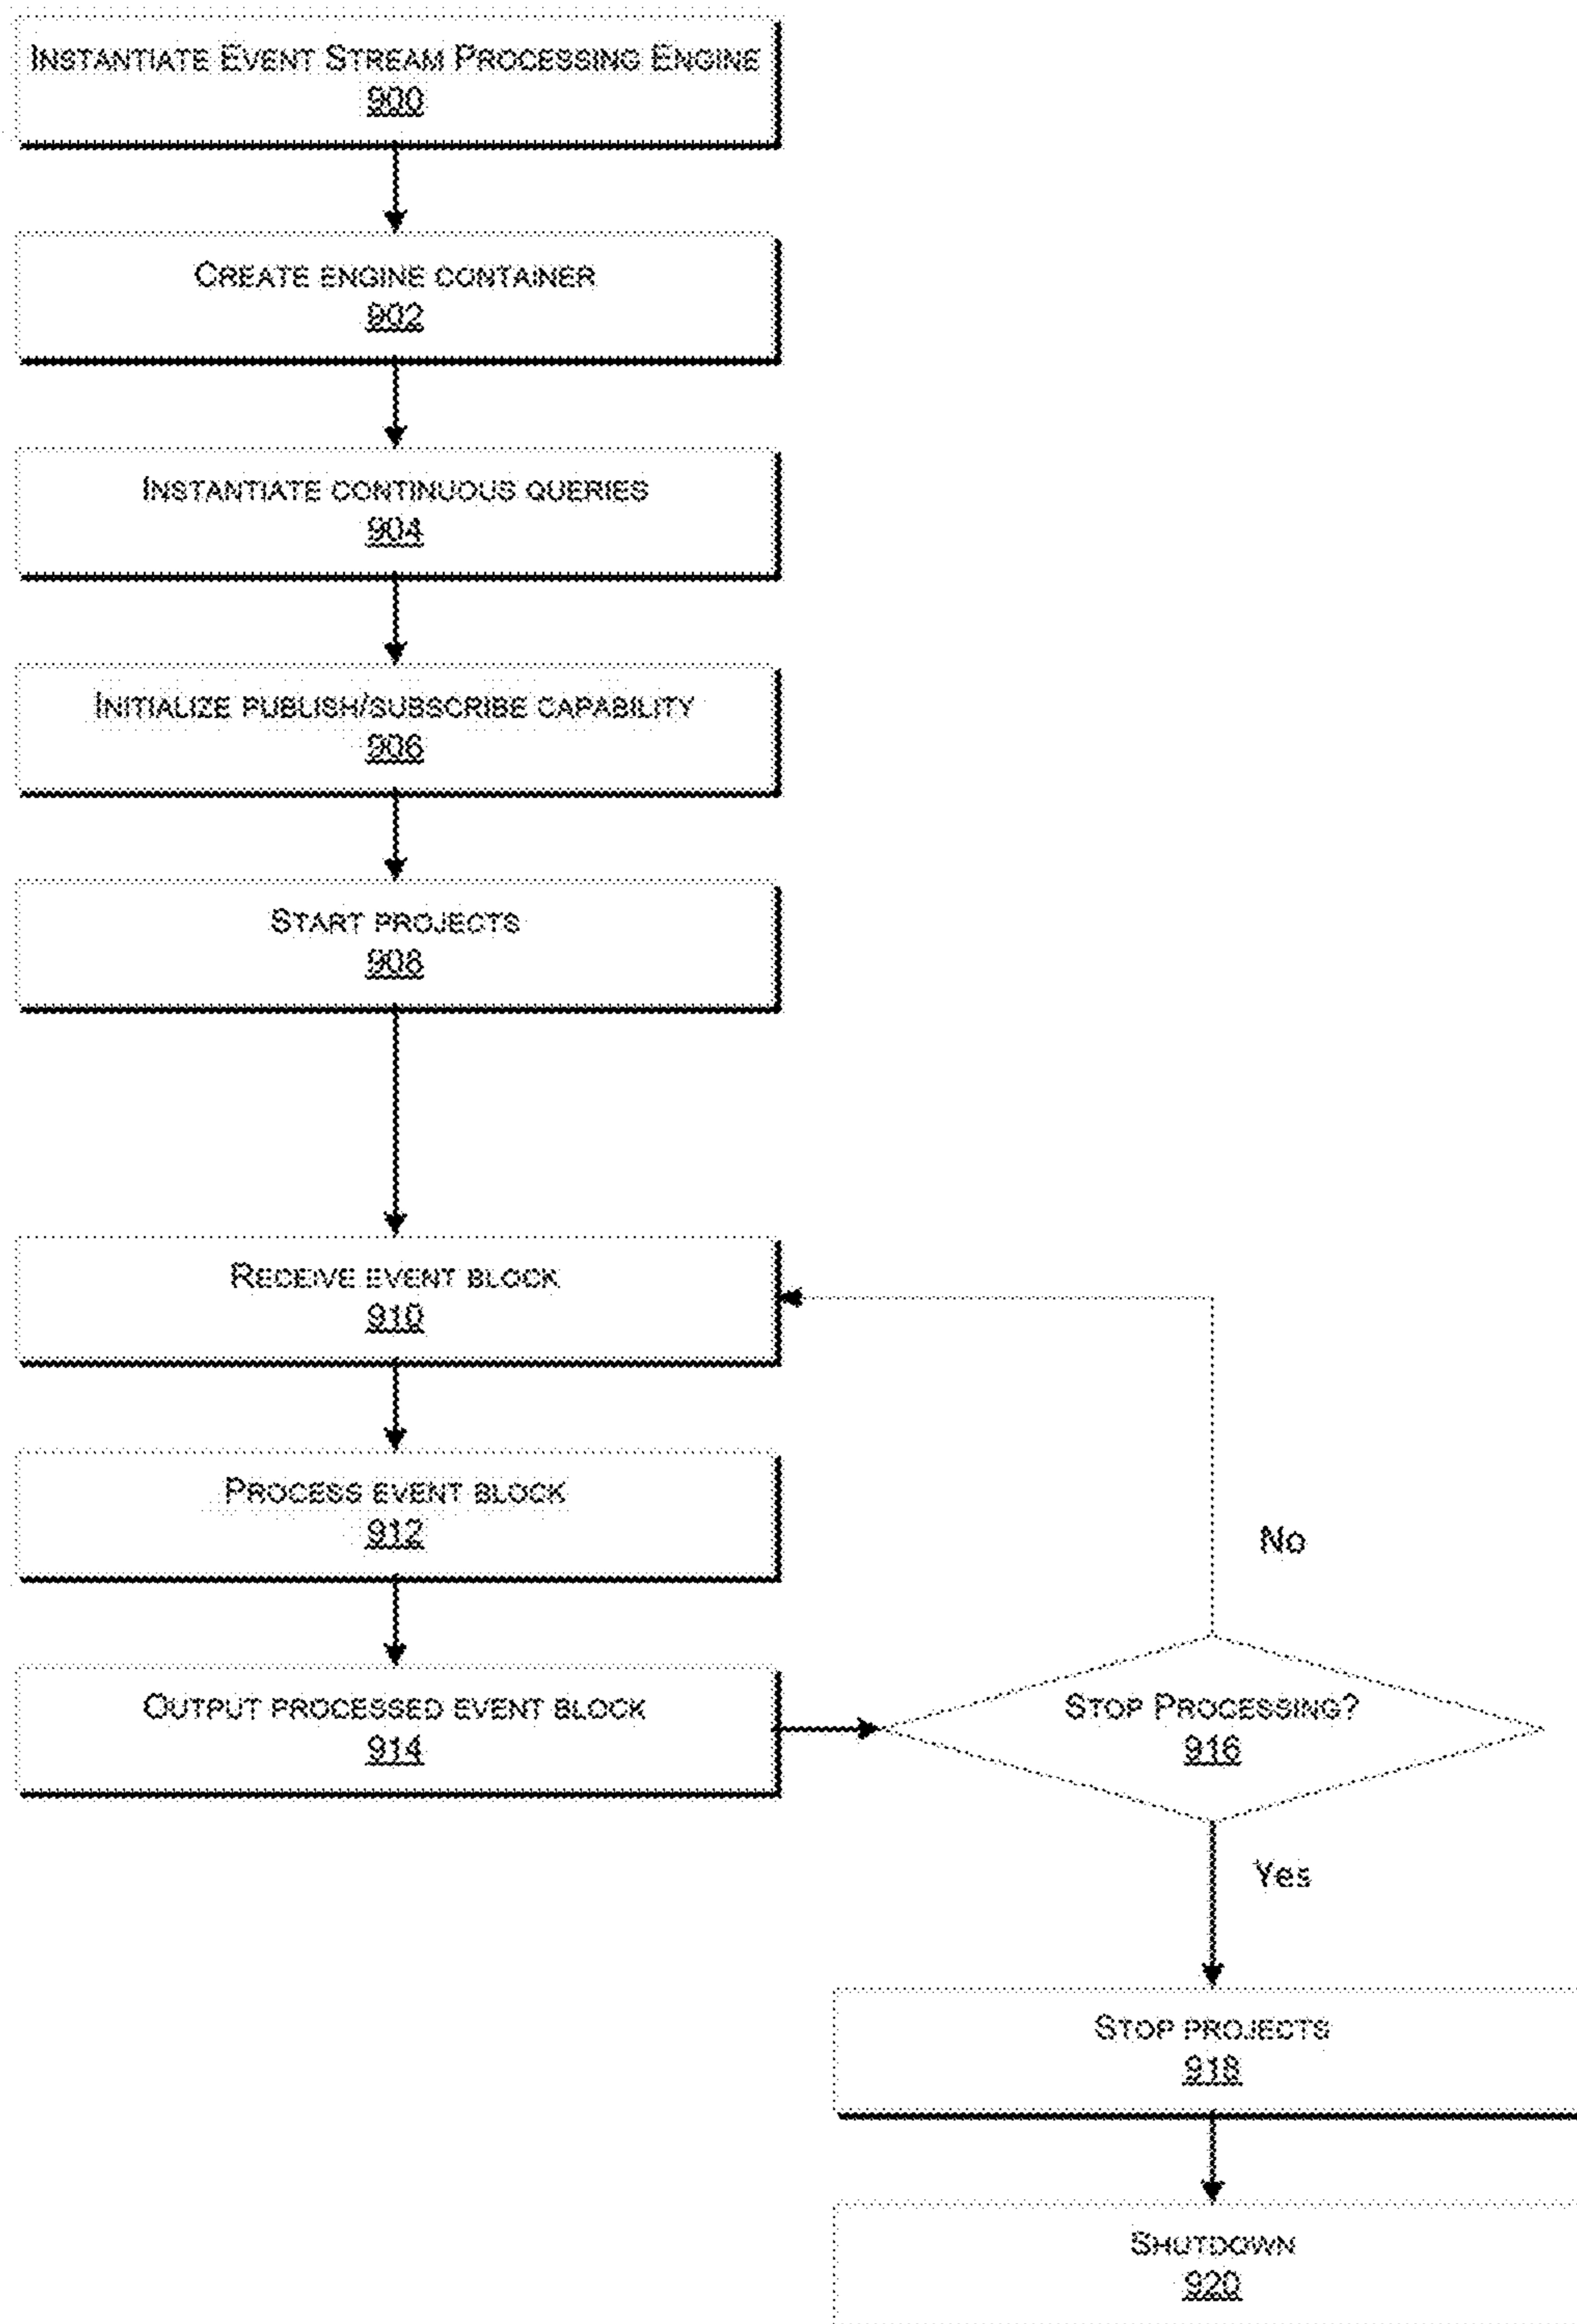 INSTANTIATE EVENT STREAM PROCESSING ENGINE
900
CREATE ENGINE CONTAINER
902
INSTANTIATE CONTINUOUS QUERIES
904
INITIALIZE PUBLISH/SUBSCRIBE CAPABILITY
906
START PROJECTS
908
RECEIVE EVENT BLOCK
910
PROCESS EVENT BLOCK
912
No
OUTPUT PROCESSED EVENT BLOCK
914
STOP PROCESSING?
916
Yes
STOP PROJECTS
918
SHUTDOWN
920